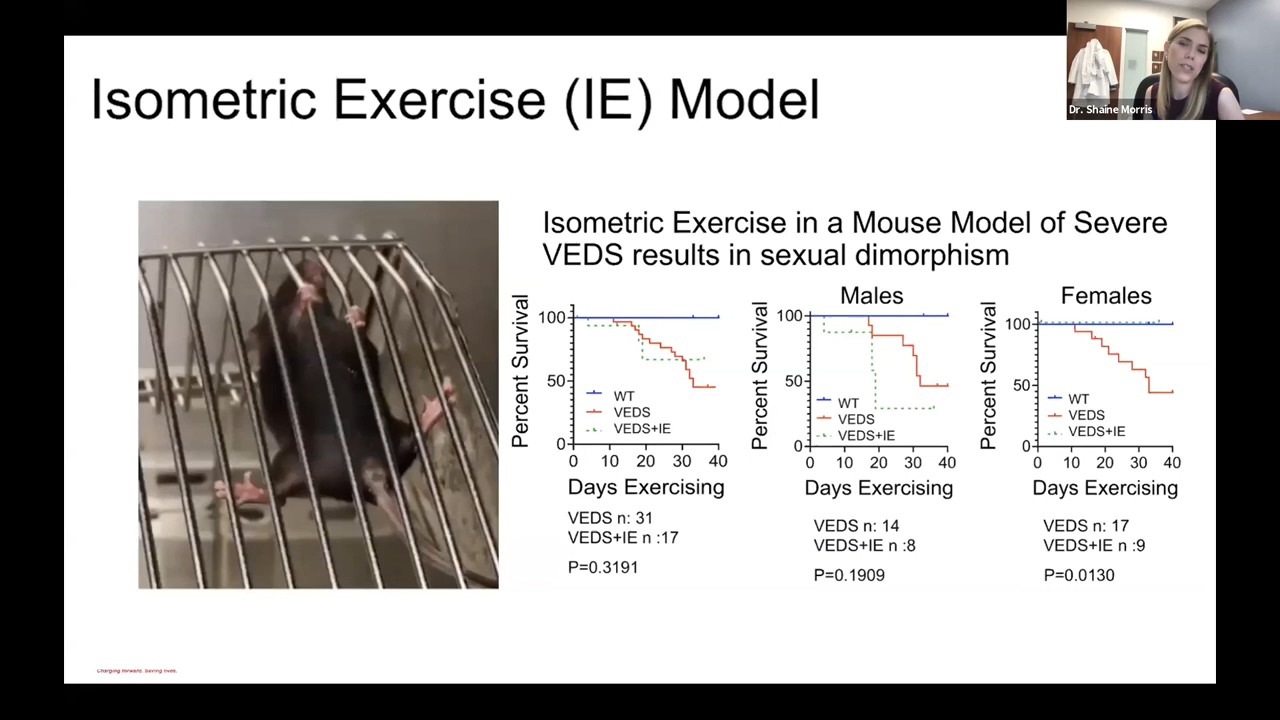 Isometric Exercise (IE) Model
Dr. Shaine Morris
Isometric Exercise in a Mouse Model of Severe
VEDS results in sexual dimorphism
Percent Survival
100
50
0
WT
VEDS
VEDS+IE
0 10 20 30 40
Days Exercising
VEDS n: 31
VEDS+IE n :17
P=0.3191
Males
Percent Survival
100
50
0
WT
VEDS
VEDS+IE
0 10 20 30 40
Days Exercising
VEDS n: 14
VEDS+IE n :8
P=0.1909
Females
Percent Survival
100
50
0
WT
VEDS
VEDS+IE
0 10 20 30 40
Days Exercising
VEDS n: 17
VEDS+IE n :9
P=0.0130
Charging forward. Saving lives.